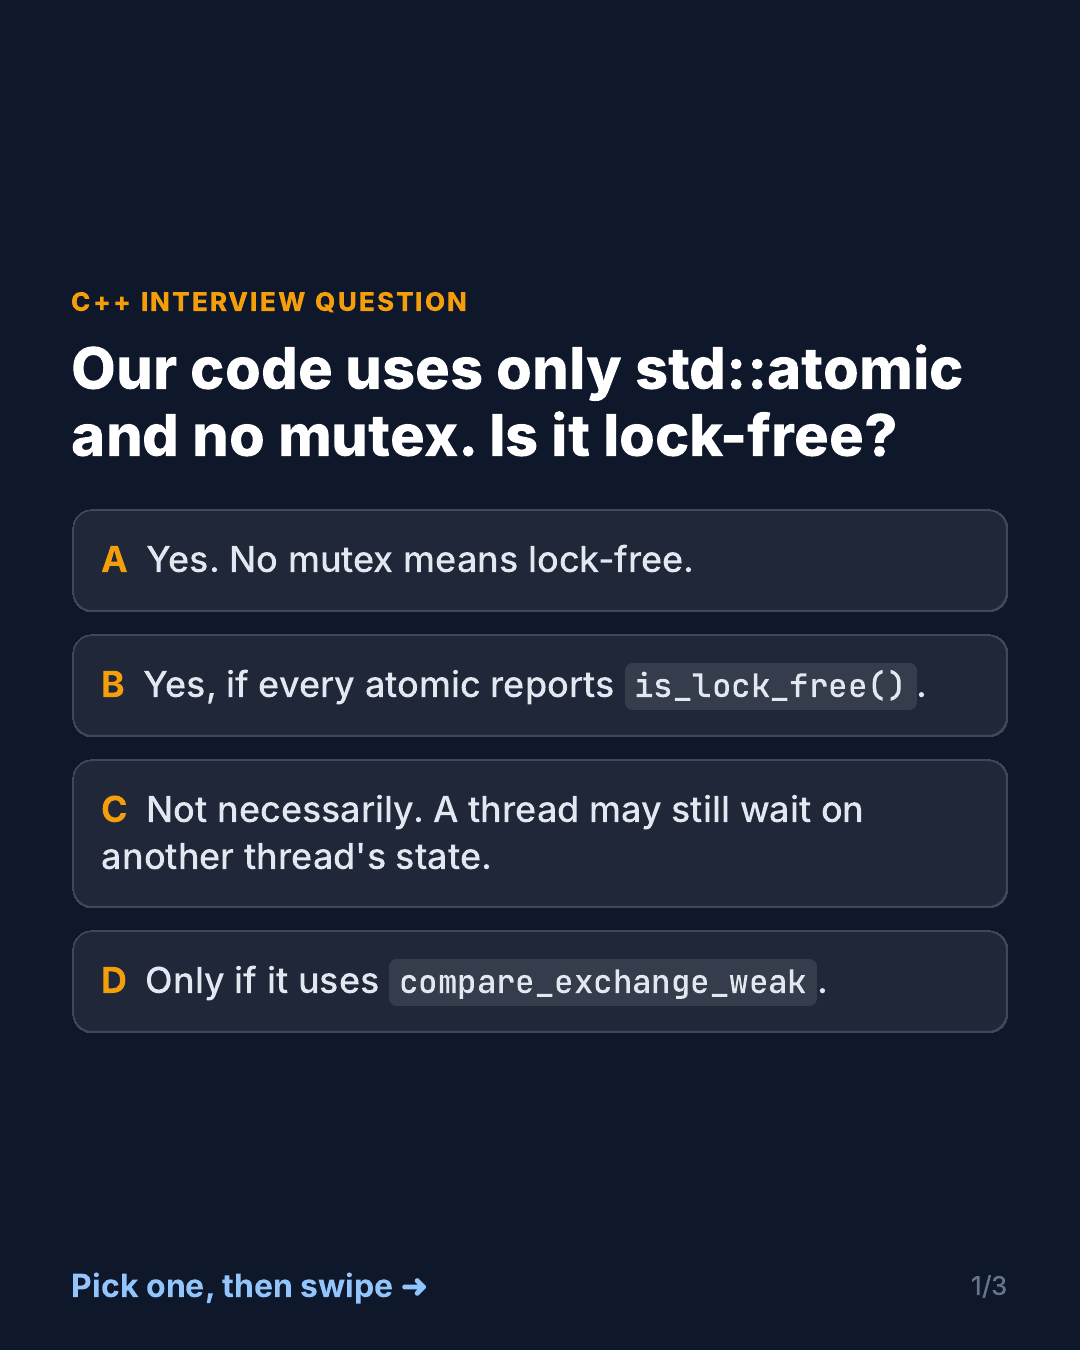 C++ INTERVIEW QUESTION
Our code uses only std::atomic
and no mutex. Is it lock-free?
A Yes. No mutex means lock-free.
B Yes, if every atomic reports is_lock_free().
C Not necessarily. A thread may still wait on
another thread's state.
D Only if it uses compare_exchange_weak.
Pick one, then swipe ➜
1/3